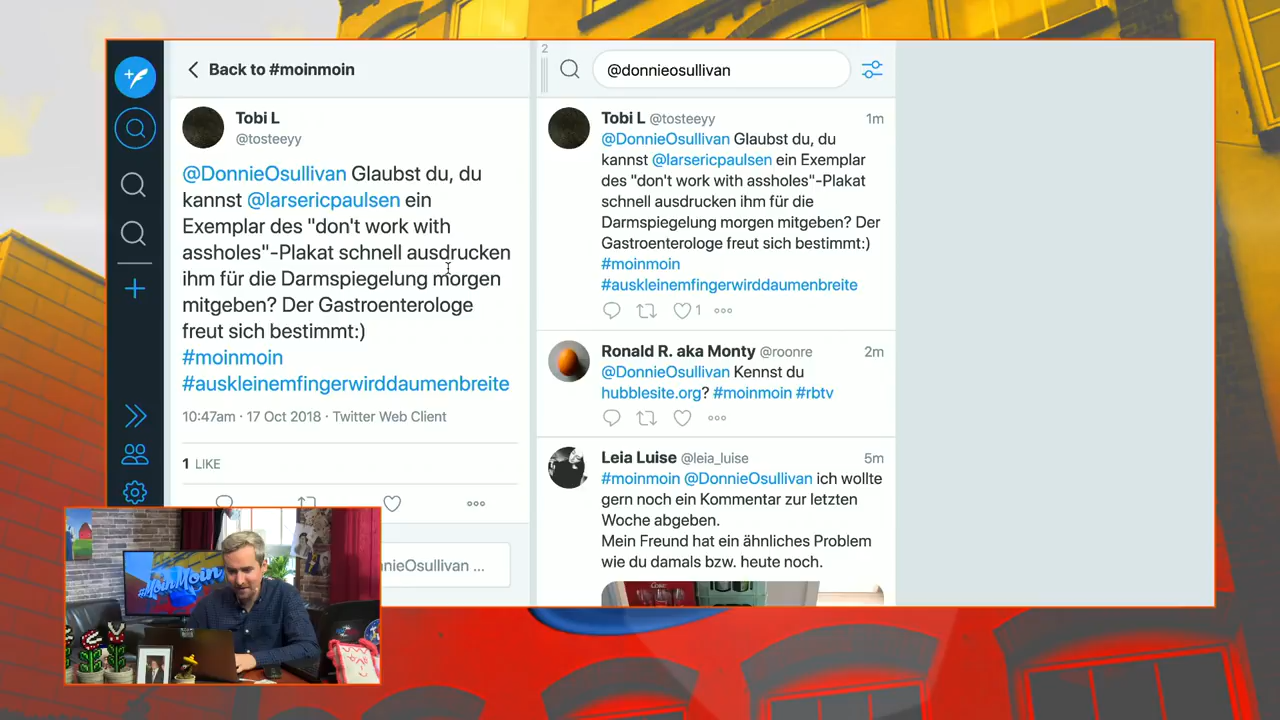 Back to #moinmoin
Tobi L
@tosteeyy
@DonnieOsullivan Glaubst du, du
kannst @larsericpaulsen ein
Exemplar des "don't work with
assholes"-Plakat schnell ausdrucken
ihm für die Darmspiegelung morgen
mitgeben? Der Gastroenterologe
freut sich bestimmt:)
#moinmoin
#auskleinemfingerwirddaumenbreite
10:47am · 17 Oct 2018 · Twitter Web Client
1 LIKE
nieOsullivan ...
2
@donnieosullivan
Tobi L @tosteeyy 1m
@DonnieOsullivan Glaubst du, du
kannst @larsericpaulsen ein Exemplar
des "don't work with assholes"-Plakat
schnell ausdrucken ihm für die
Darmspiegelung morgen mitgeben? Der
Gastroenterologe freut sich bestimmt:)
#moinmoin
#auskleinemfingerwirddaumenbreite
1
Ronald R. aka Monty @roonre 2m
@DonnieOsullivan Kennst du
hubblesite.org? #moinmoin #rbtv
Leia Luise @leia_luise 5m
#moinmoin @DonnieOsullivan ich wollte
gern noch ein Kommentar zur letzten
Woche abgeben.
Mein Freund hat ein ähnliches Problem
wie du damals bzw. heute noch.
#MoinMoin